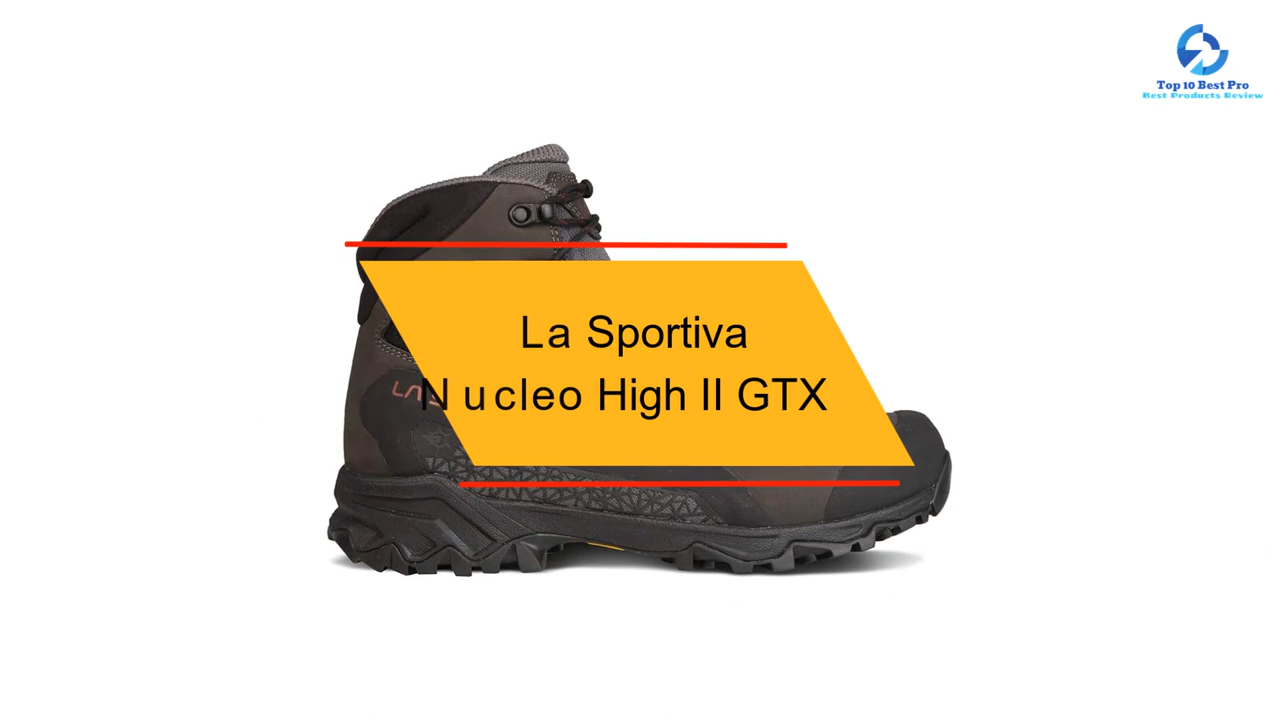 Top 10 Best Pro
Best Products Review
La Sportiva
Nucleo High II GTX